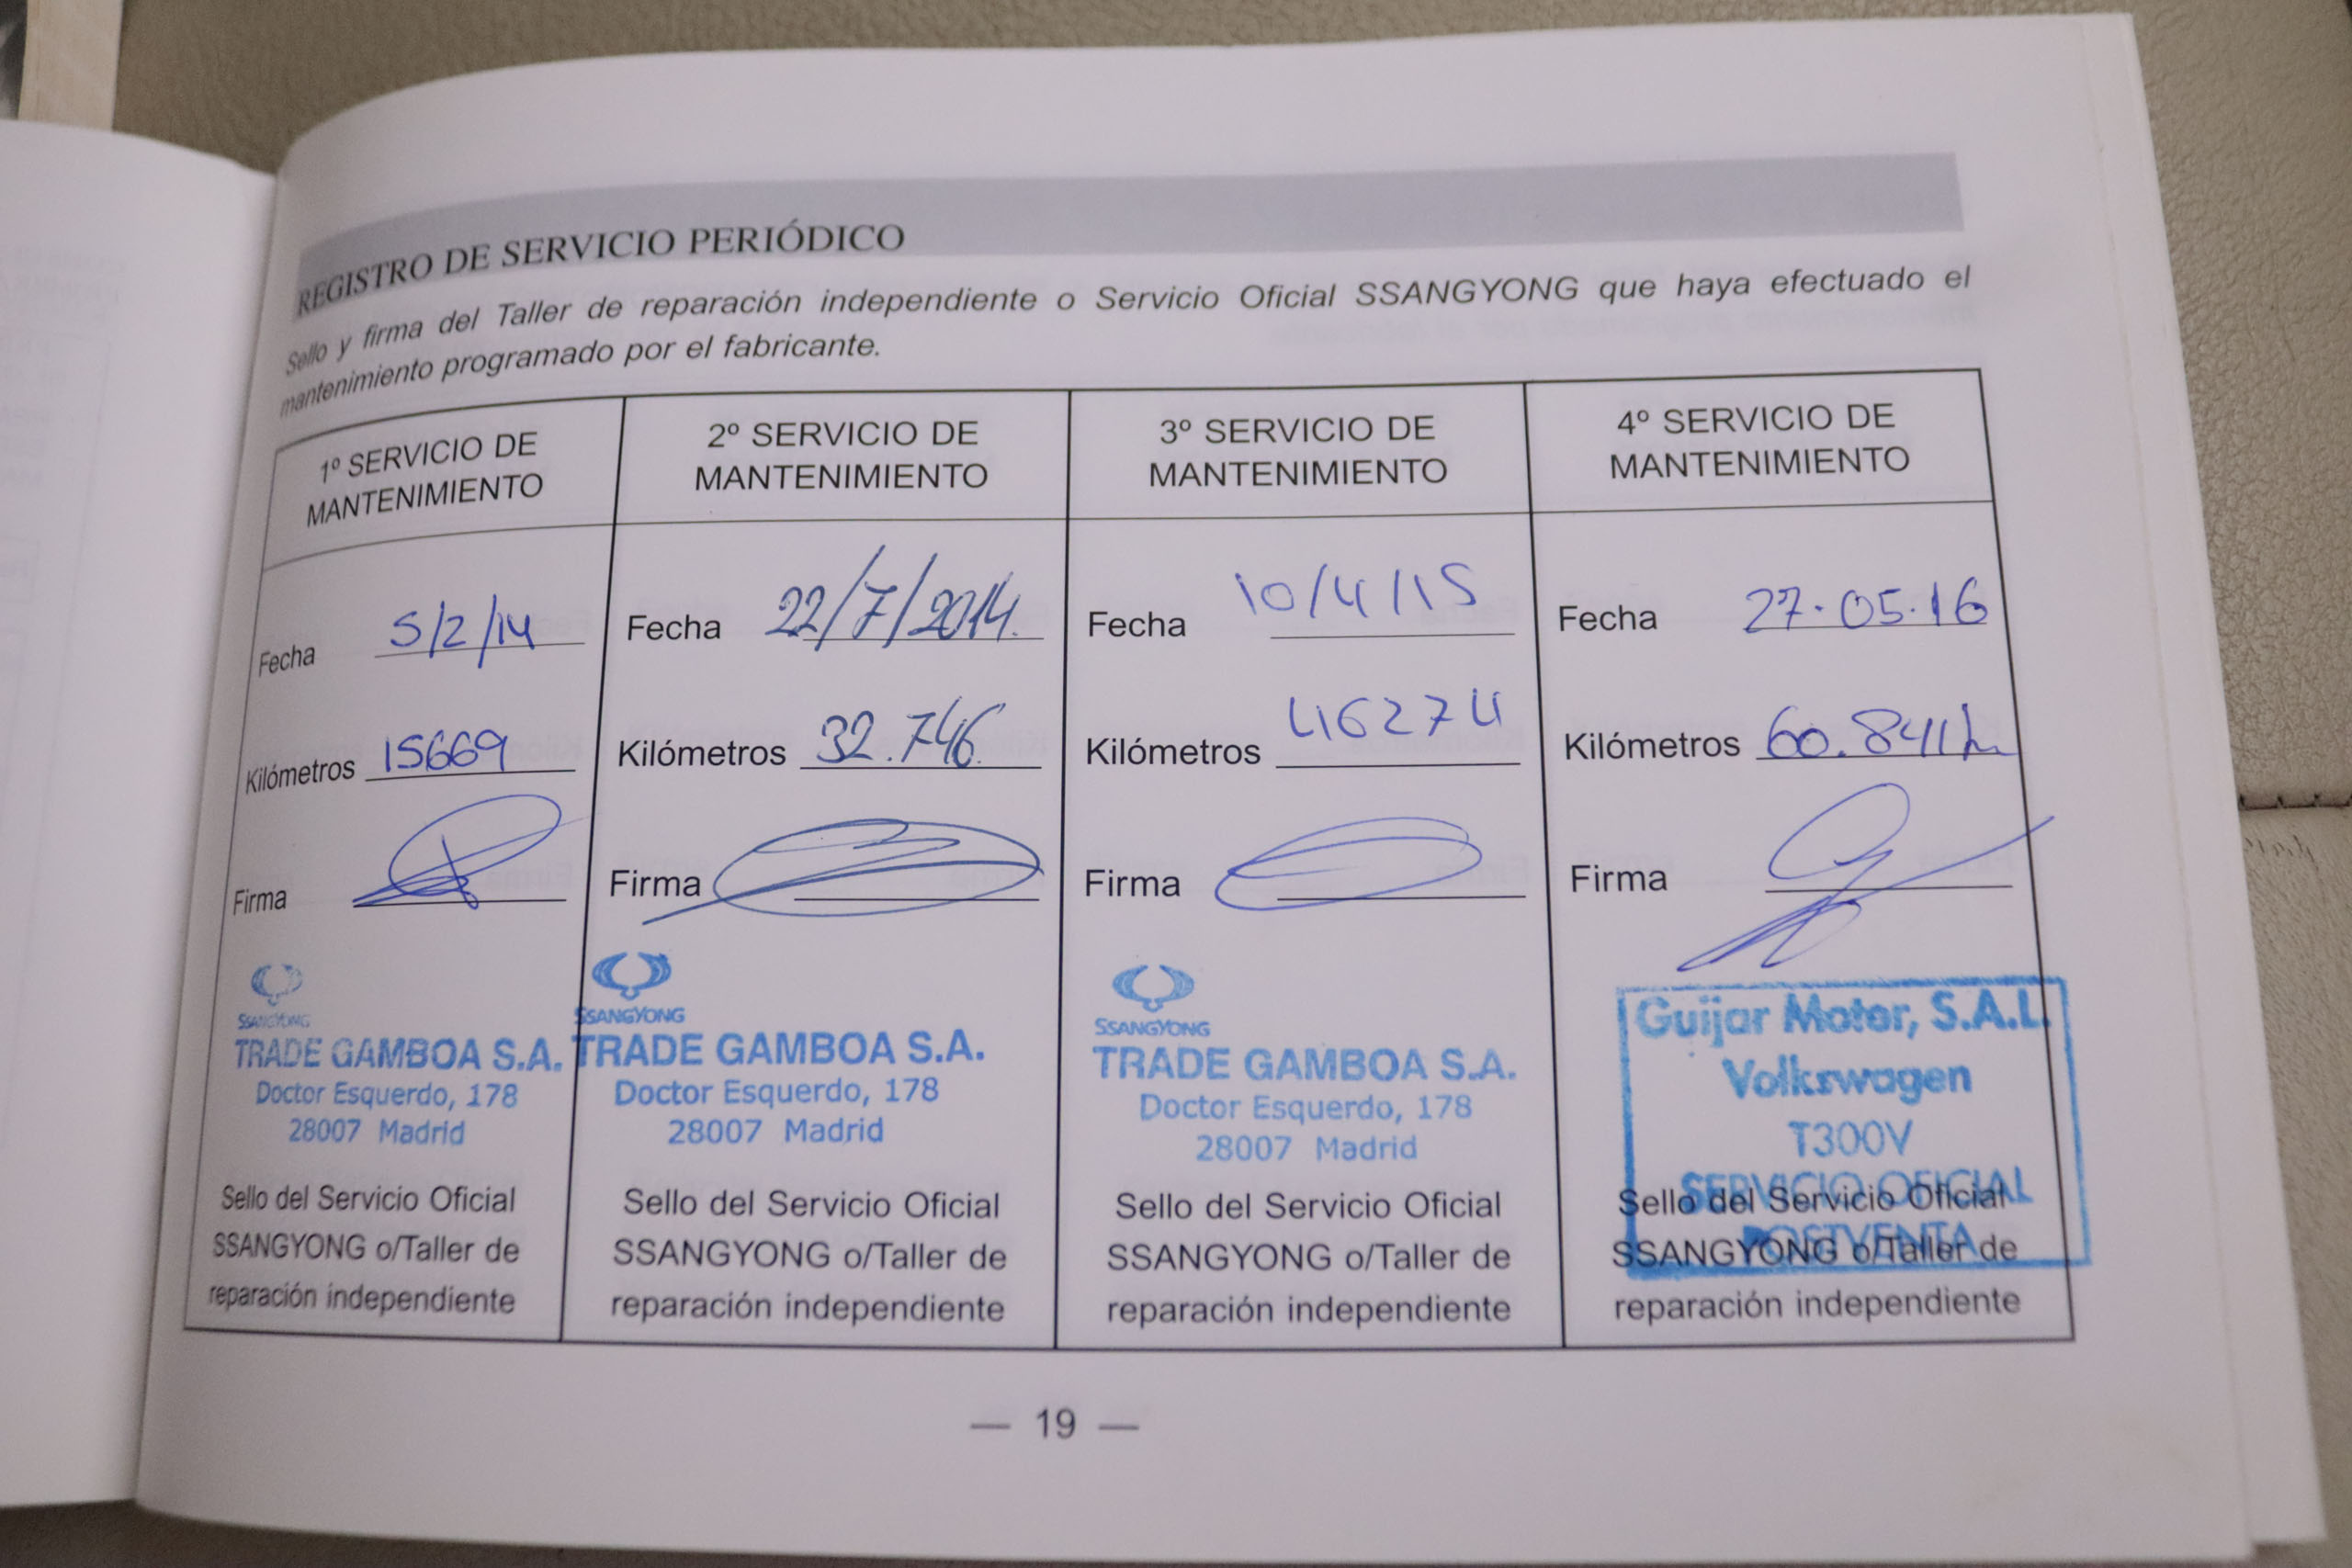 REGISTRO DE SERVICIO PERIÓDICO
Sello y firma del Taller de reparación independiente o Servicio Oficial SSANGYONG que haya efectuado el
mantenimiento programado por el fabricante.
1º SERVICIO DE
MANTENIMIENTO
Fecha 5/2/14
Kilómetros 15669
Firma
SSANGYONG
TRADE GAMBOA S.A.
Doctor Esquerdo, 178
28007 Madrid
Sello del Servicio Oficial
SSANGYONG o/Taller de
reparación independiente
2º SERVICIO DE
MANTENIMIENTO
Fecha 22/7/2014.
Kilómetros 32.746
Firma
SSANGYONG
TRADE GAMBOA S.A.
Doctor Esquerdo, 178
28007 Madrid
Sello del Servicio Oficial
SSANGYONG o/Taller de
reparación independiente
3º SERVICIO DE
MANTENIMIENTO
Fecha 10/4/15
Kilómetros 46274
Firma
SSANGYONG
TRADE GAMBOA S.A.
Doctor Esquerdo, 178
28007 Madrid
Sello del Servicio Oficial
SSANGYONG o/Taller de
reparación independiente
4º SERVICIO DE
MANTENIMIENTO
Fecha 27.05.16
Kilómetros
Firma
Guijar Motor, S.A.L.
Volkswagen
T300V
SERVICIO OFICIAL
POSTVENTA
Sello del Servicio Oficial
SSANGYONG o/Taller de
reparación independiente
— 19 —